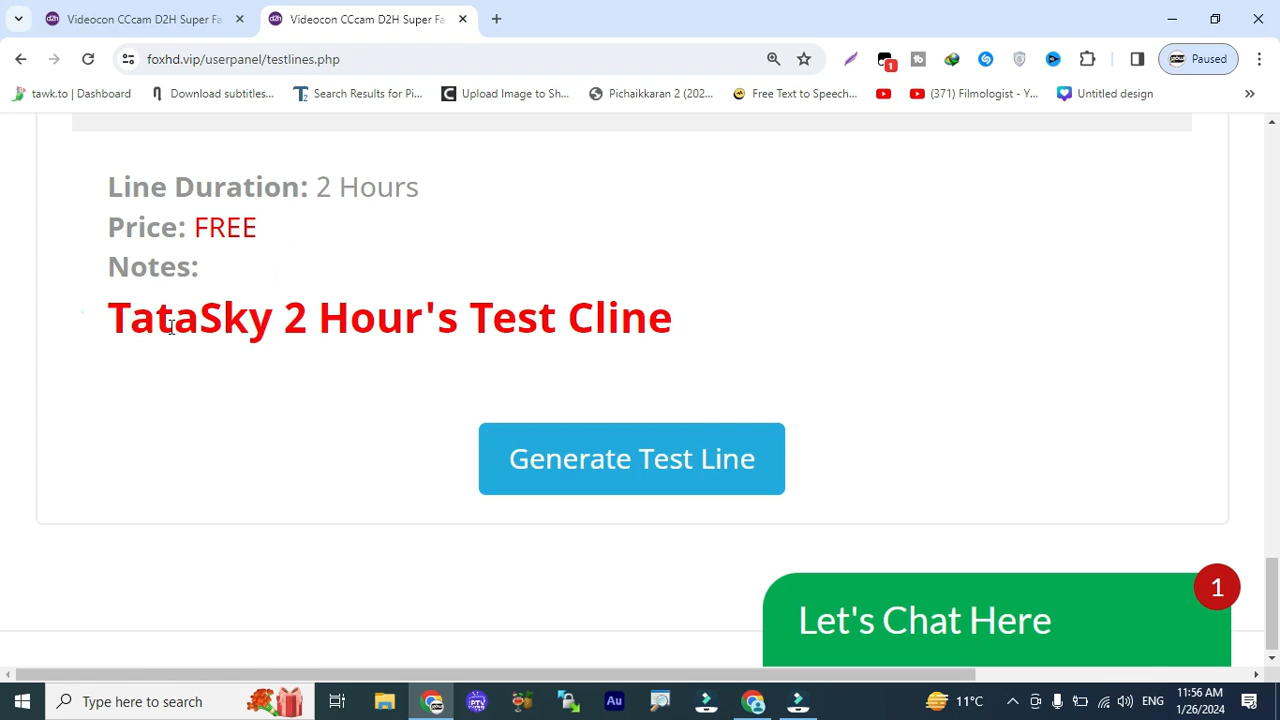 Videocon CCcam D2H Super Fa
Videocon CCcam D2H Super Fa
foxhd.vip/userpanel/testlines.php
1
Paused
tawk.to | Dashboard
Download subtitles...
Search Results for Pi...
Upload Image to Sh...
Pichaikkaran 2 (202...
Free Text to Speech...
(371) Filmologist - Y...
Untitled design
Line Duration: 2 Hours
Price: FREE
Notes:
TataSky 2 Hour's Test Cline
Generate Test Line
1
Let's Chat Here
Type here to search
11°C
ENG
11:56 AM
1/26/2024